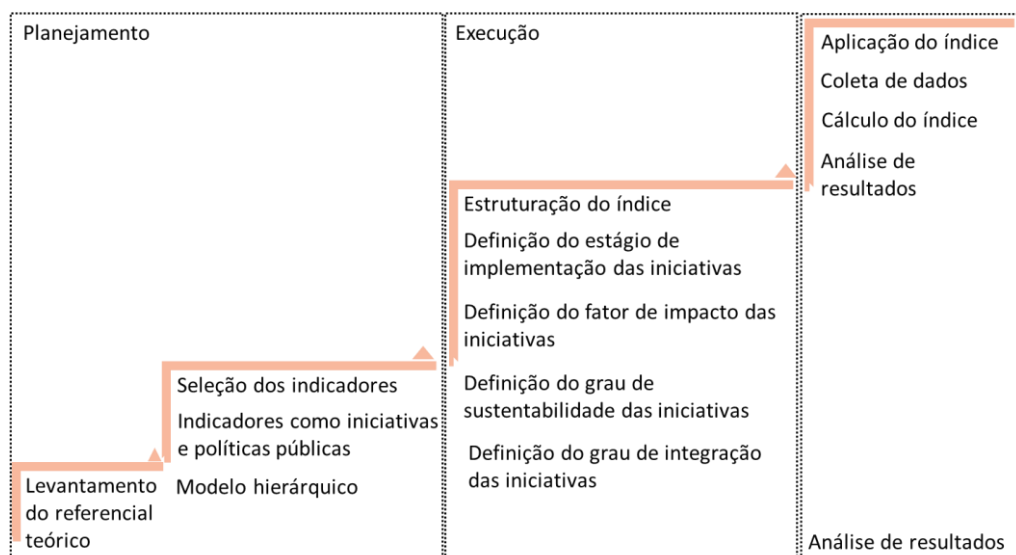 Planejamento
Levantamento
do referencial
teórico
Seleção dos indicadores
Indicadores como iniciativas
e políticas públicas
Modelo hierárquico
Execução
Estruturação do índice
Definição do estágio de
implementação das iniciativas
Definição do fator de impacto das
iniciativas
Definição do grau de
sustentabilidade das iniciativas
Definição do grau de integração
das iniciativas
Aplicação do índice
Coleta de dados
Cálculo do índice
Análise de
resultados
Análise de resultados